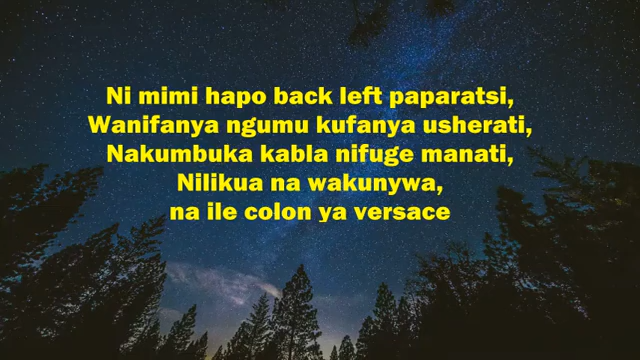 Ni mimi hapo back left paparatsi,
Wanifanya ngumu kufanya usherati,
Nakumbuka kabla nifuge manati,
Nilikua na wakunywa,
na ile colon ya versace